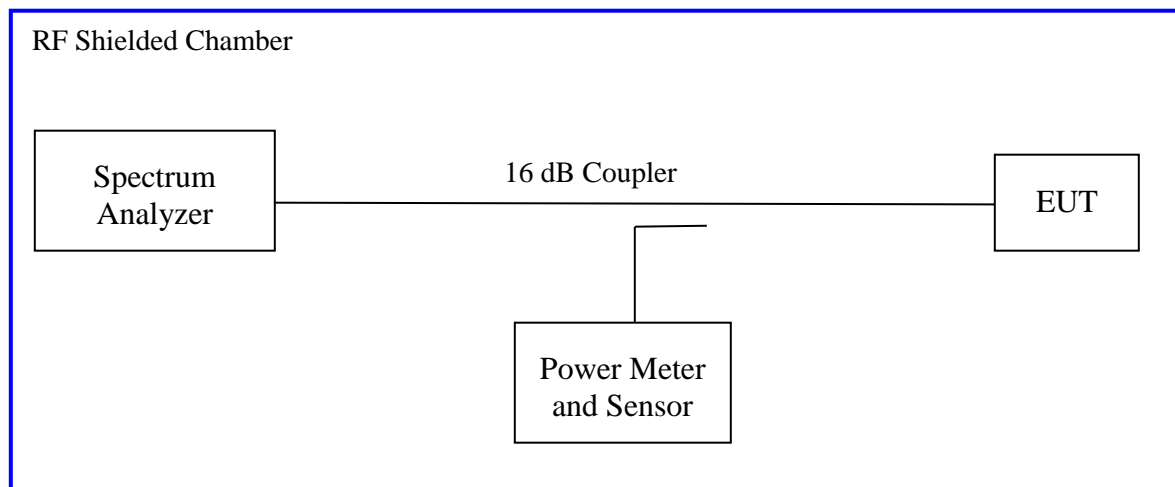 RF Shielded Chamber
Spectrum
Analyzer
16 dB Coupler
EUT
Power Meter
and Sensor